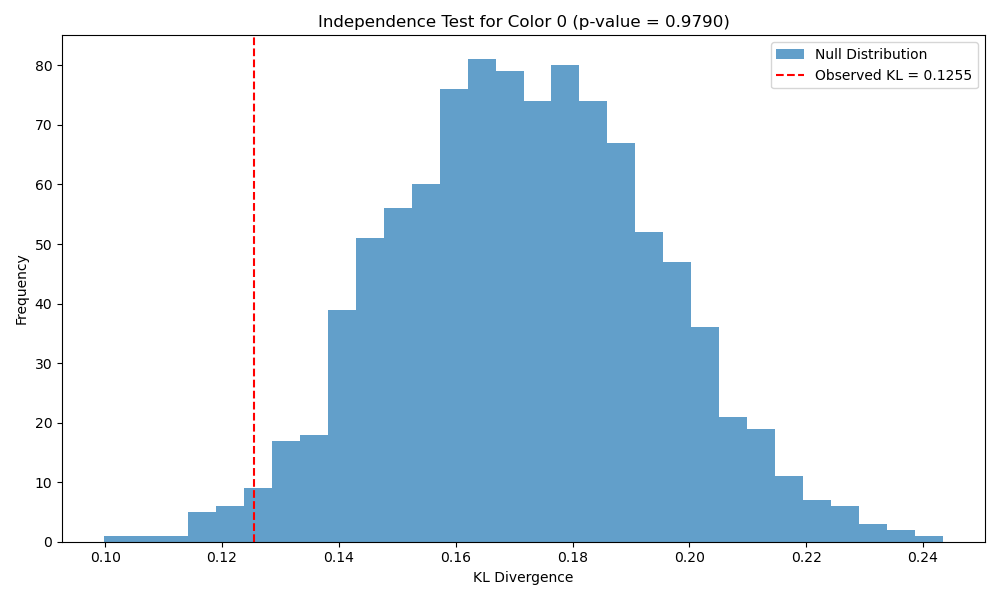 Independence Test for Color 0 (p-value = 0.9790)
Null Distribution
Observed KL = 0.1255
Frequency
80
70
60
50
40
30
20
10
0
0.10 0.12 0.14 0.16 0.18 0.20 0.22 0.24
KL Divergence